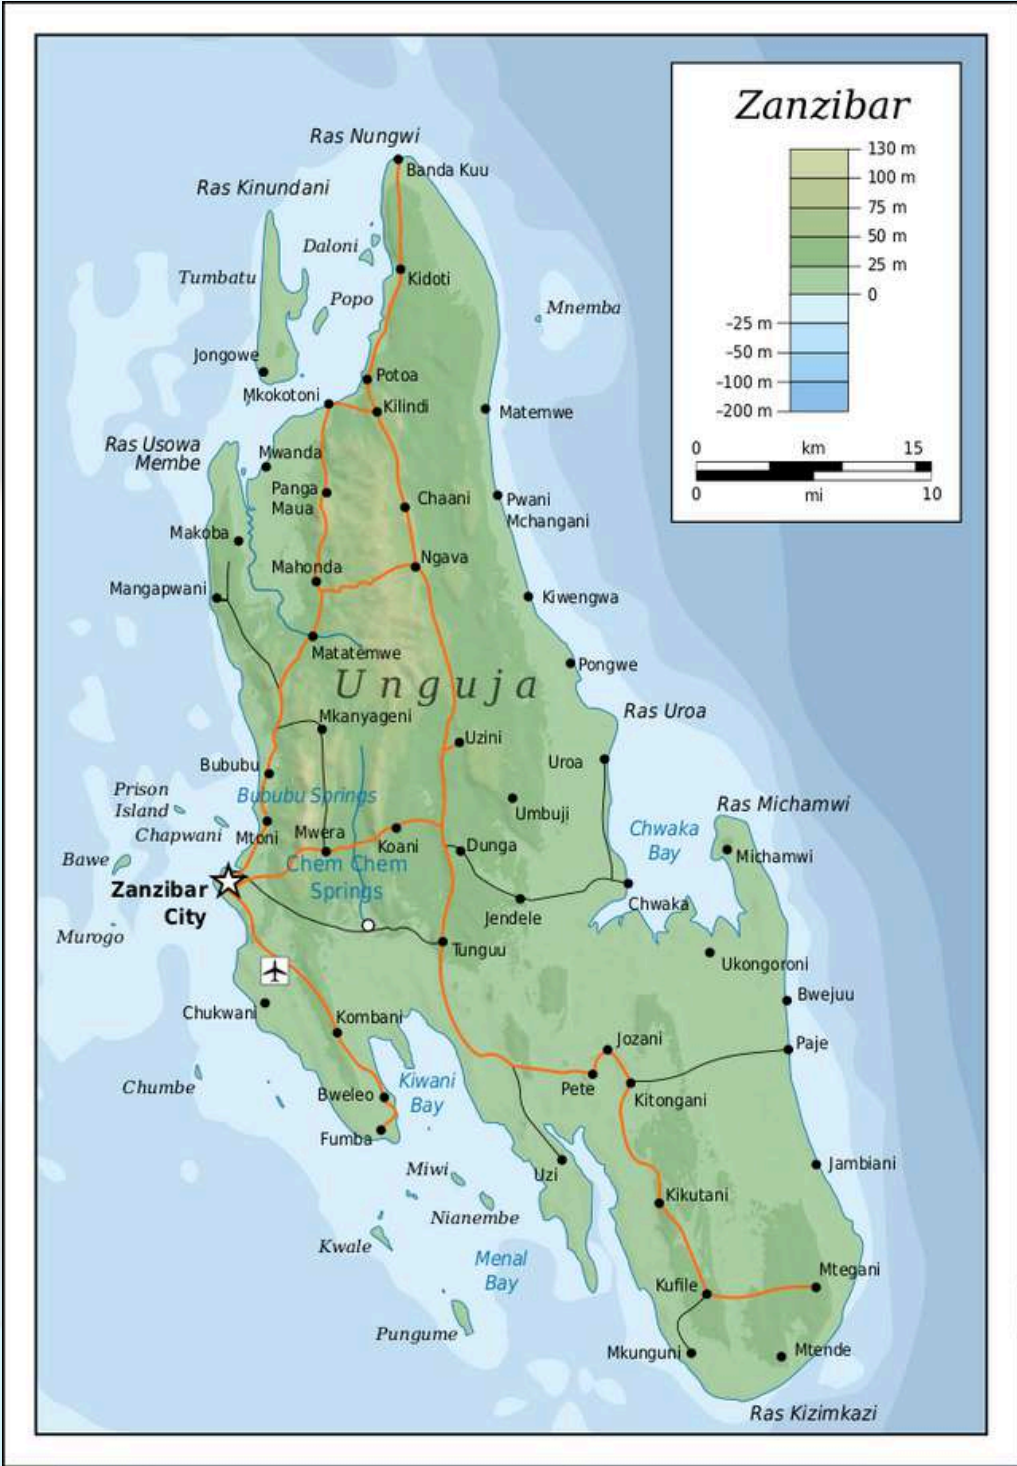 Zanzibar
130 m
100 m
75 m
50 m
25 m
0
–25 m
–50 m
–100 m
–200 m
0 km 15
0 mi 10
Ras Nungwi
Banda Kuu
Ras Kinundani
Daloni
Tumbatu
Kidoti
Popo
Mnemba
Jongowe
Potoa
Mkokotoni
Kilindi
Matemwe
Ras Usowa
Membe
Mwanda
Panga
Maua
Chaani
Pwani
Mchangani
Makoba
Ngava
Mahonda
Mangapwani
Kiwengwa
Matatemwe
Pongwe
Unguja
Ras Uroa
Mkanyageni
Uzini
Bububu
Uroa
Prison
Island
Bububu Springs
Umbuji
Ras Michamwi
Chapwani
Mtoni
Mwera
Koani
Dunga
Chwaka
Bay
Michamwi
Bawe
Chem Chem
Springs
Zanzibar
City
Jendele
Chwaka
Murogo
Tunguu
Ukongoroni
Bwejuu
Chukwani
Kombani
Jozani
Paje
Chumbe
Kiwani
Bay
Bweleo
Pete
Kitongani
Fumba
Miwi
Uzi
Jambiani
Nianembe
Kikutani
Kwale
Menal
Bay
Kufile
Mtegani
Pungume
Mkunguni
Mtende
Ras Kizimkazi